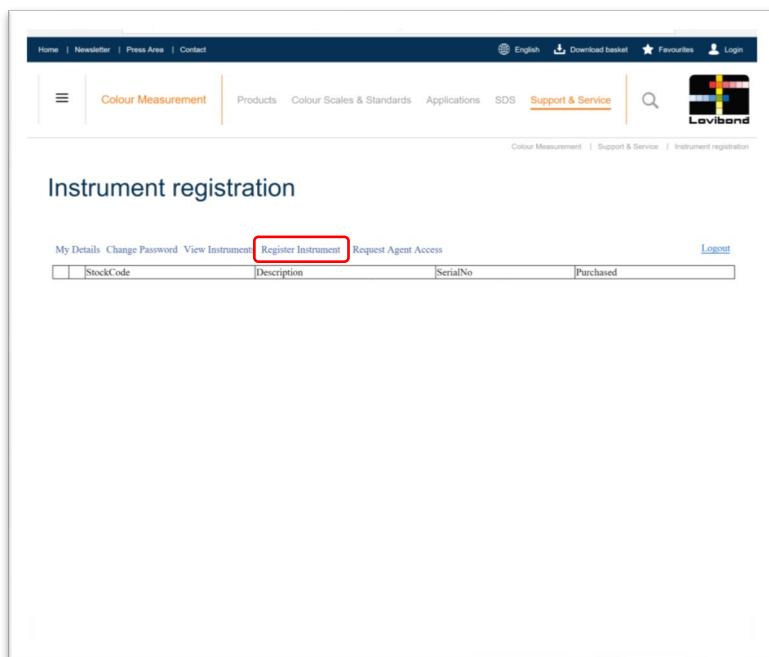 Home | Newsletter | Press Area | Contact English Download basket Favourites Login
Colour Measurement Products Colour Scales & Standards Applications SDS Support & Service
Lovibond
Colour Measurement | Support & Service | Instrument registration
Instrument registration
My Details Change Password View Instruments Register Instrument Request Agent Access Logout
StockCode Description SerialNo Purchased